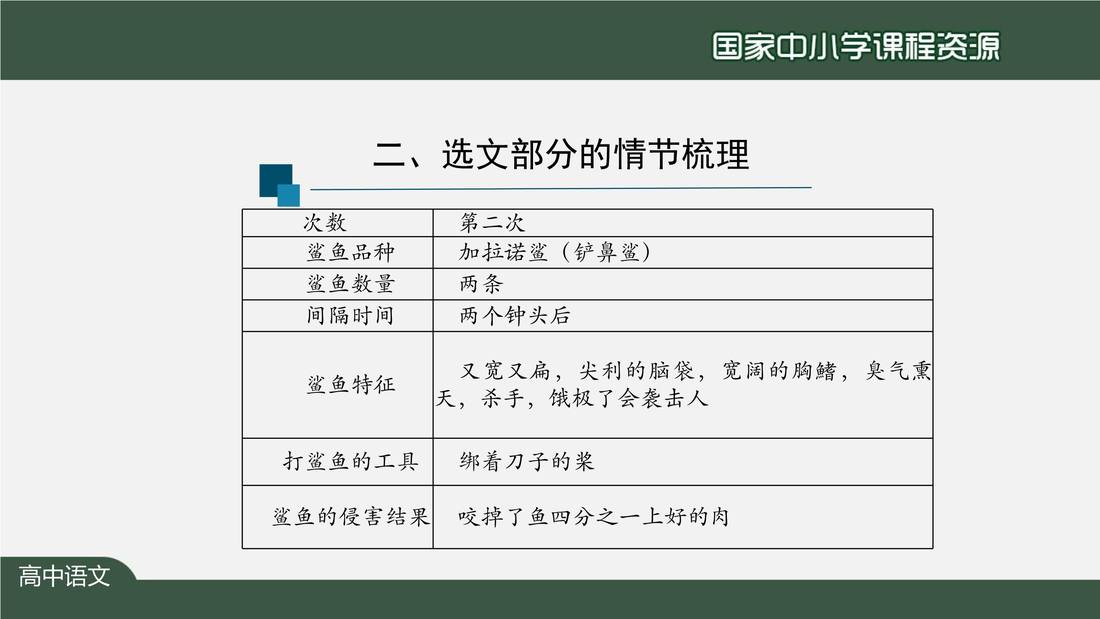 国家中小学课程资源
二、选文部分的情节梳理
次数 第二次
鲨鱼品种 加拉诺鲨（铲鼻鲨）
鲨鱼数量 两条
间隔时间 两个钟头后
鲨鱼特征 又宽又扁，尖利的脑袋，宽阔的胸鳍，臭气熏
天，杀手，饿极了会袭击人
打鲨鱼的工具 绑着刀子的桨
鲨鱼的侵害结果 咬掉了鱼四分之一上好的肉
高中语文